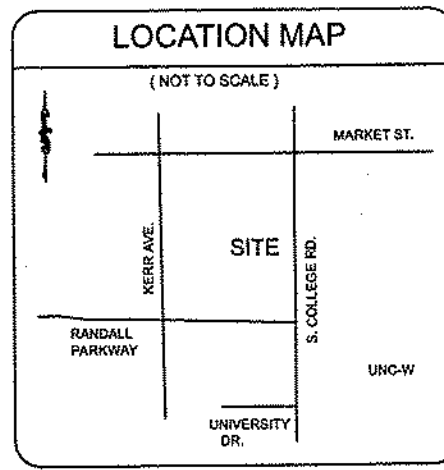 LOCATION MAP
( NOT TO SCALE )
MARKET ST.
KERR AVE.
SITE
S. COLLEGE RD.
RANDALL
PARKWAY
UNC-W
UNIVERSITY
DR.